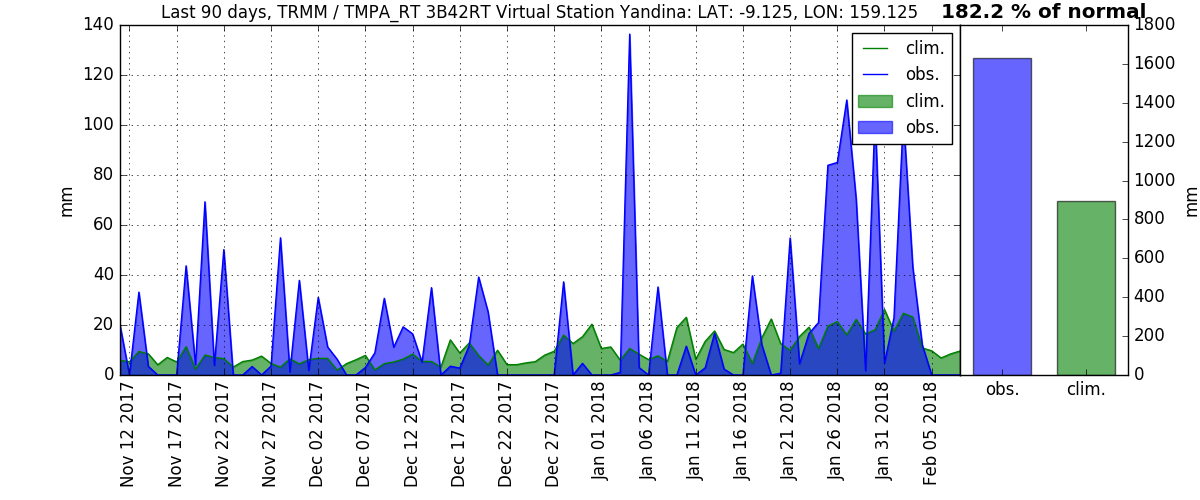 Last 90 days, TRMM / TMPA_RT 3B42RT Virtual Station Yandina: LAT: -9.125, LON: 159.125
182.2 % of normal
140
120
100
80
60
40
20
0
mm
clim.
obs.
clim.
obs.
1800
1600
1400
1200
1000
800
600
400
200
0
mm
obs.
clim.
Nov 12 2017
Nov 17 2017
Nov 22 2017
Nov 27 2017
Dec 02 2017
Dec 07 2017
Dec 12 2017
Dec 17 2017
Dec 22 2017
Dec 27 2017
Jan 01 2018
Jan 06 2018
Jan 11 2018
Jan 16 2018
Jan 21 2018
Jan 26 2018
Jan 31 2018
Feb 05 2018